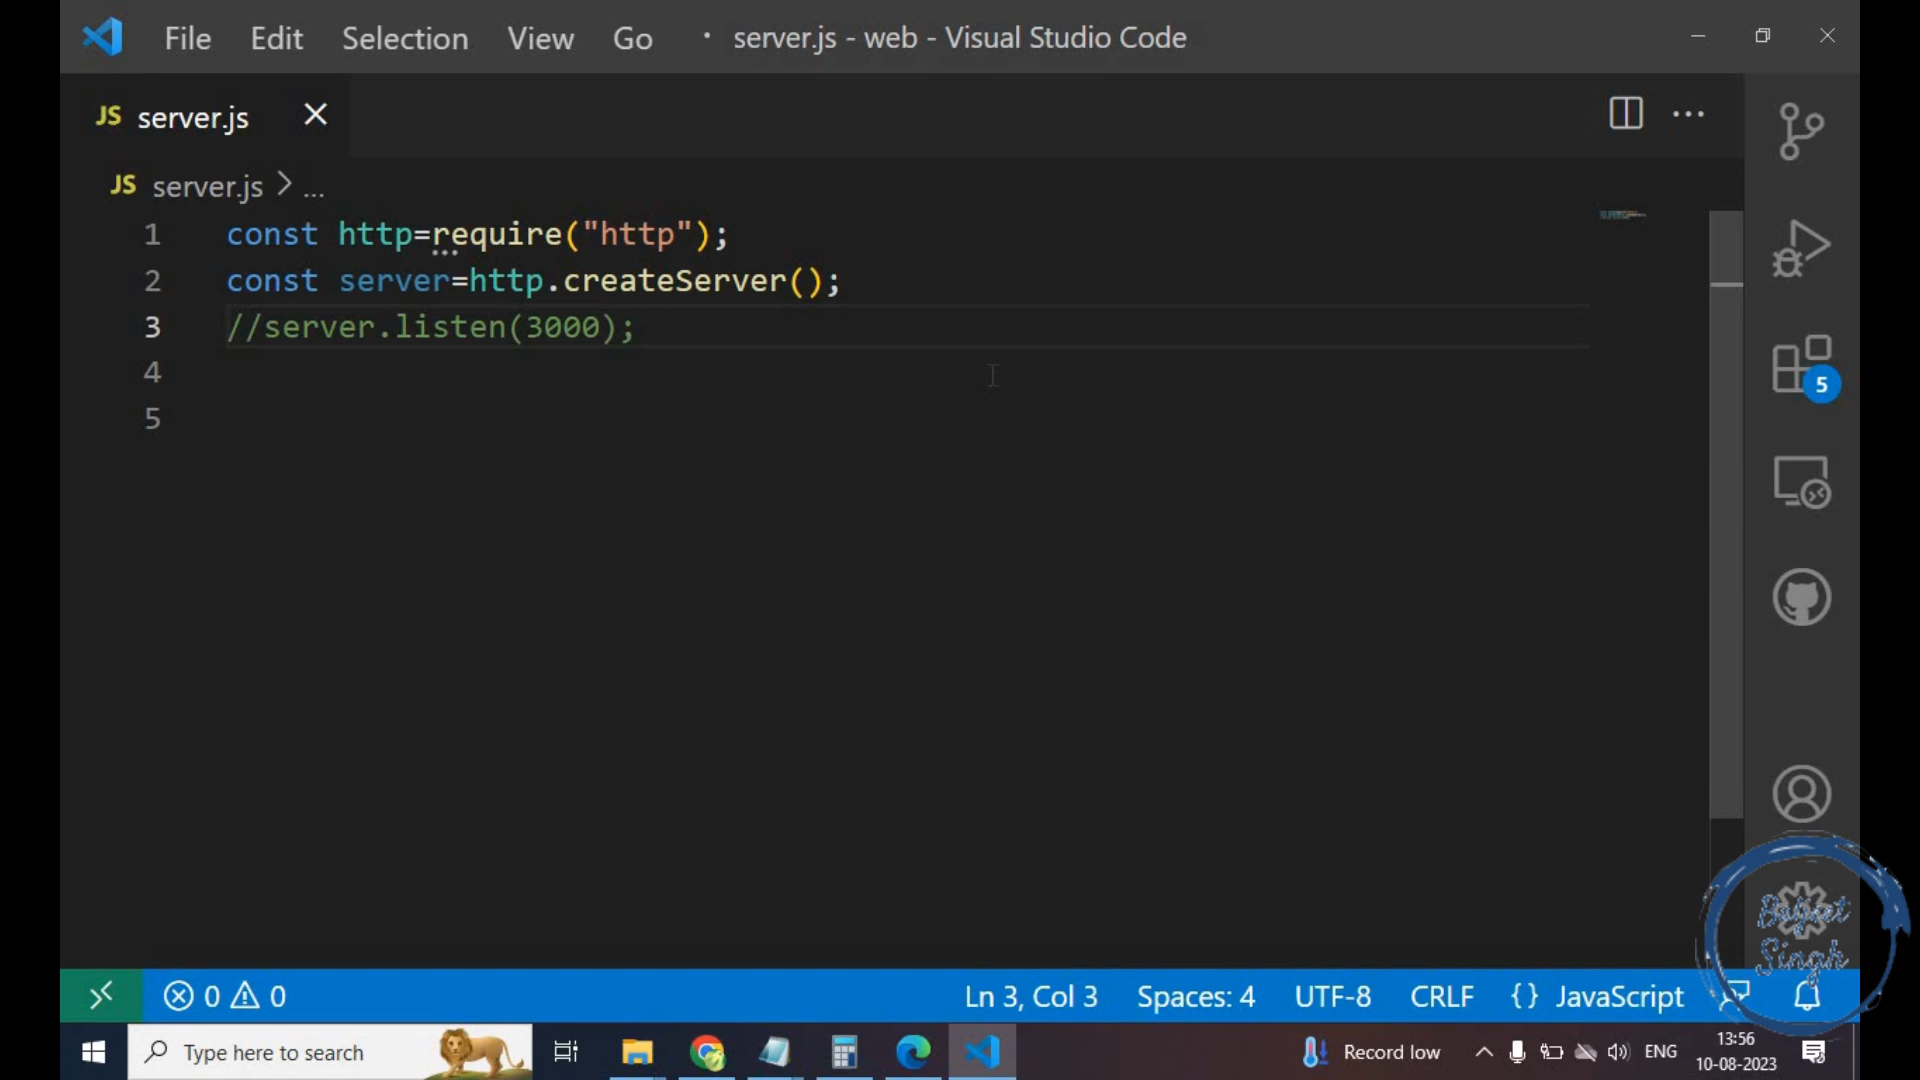 File Edit Selection View Go • server.js - web - Visual Studio Code
JS server.js
JS server.js > ...
1 const http=require("http");
2 const server=http.createServer();
3 //server.listen(3000);
4
5
5
Baljeet
Singh
0 0 Ln 3, Col 3 Spaces: 4 UTF-8 CRLF {} JavaScript
Type here to search Record low ENG 13:56
10-08-2023